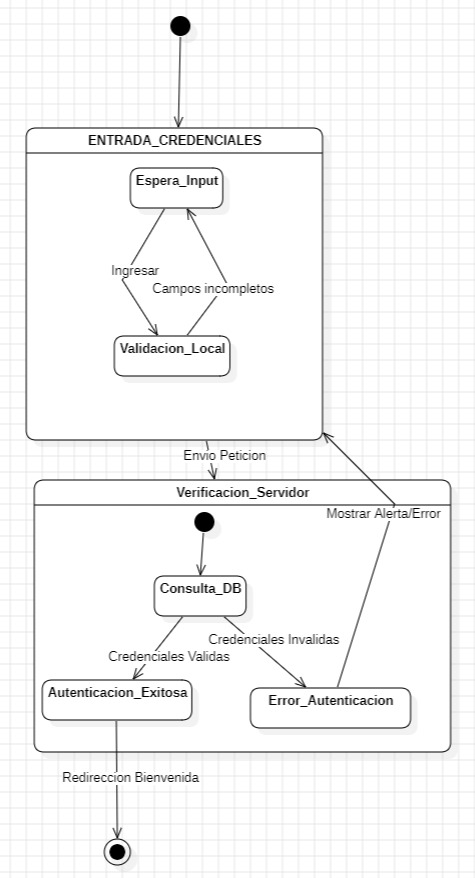 ENTRADA_CREDENCIALES
Espera_Input
Ingresar
Campos incompletos
Validacion_Local
Envio Peticion
Verificacion_Servidor
Mostrar Alerta/Error
Consulta_DB
Credenciales Invalidas
Credenciales Validas
Autenticacion_Exitosa
Error_Autenticacion
Redireccion Bienvenida